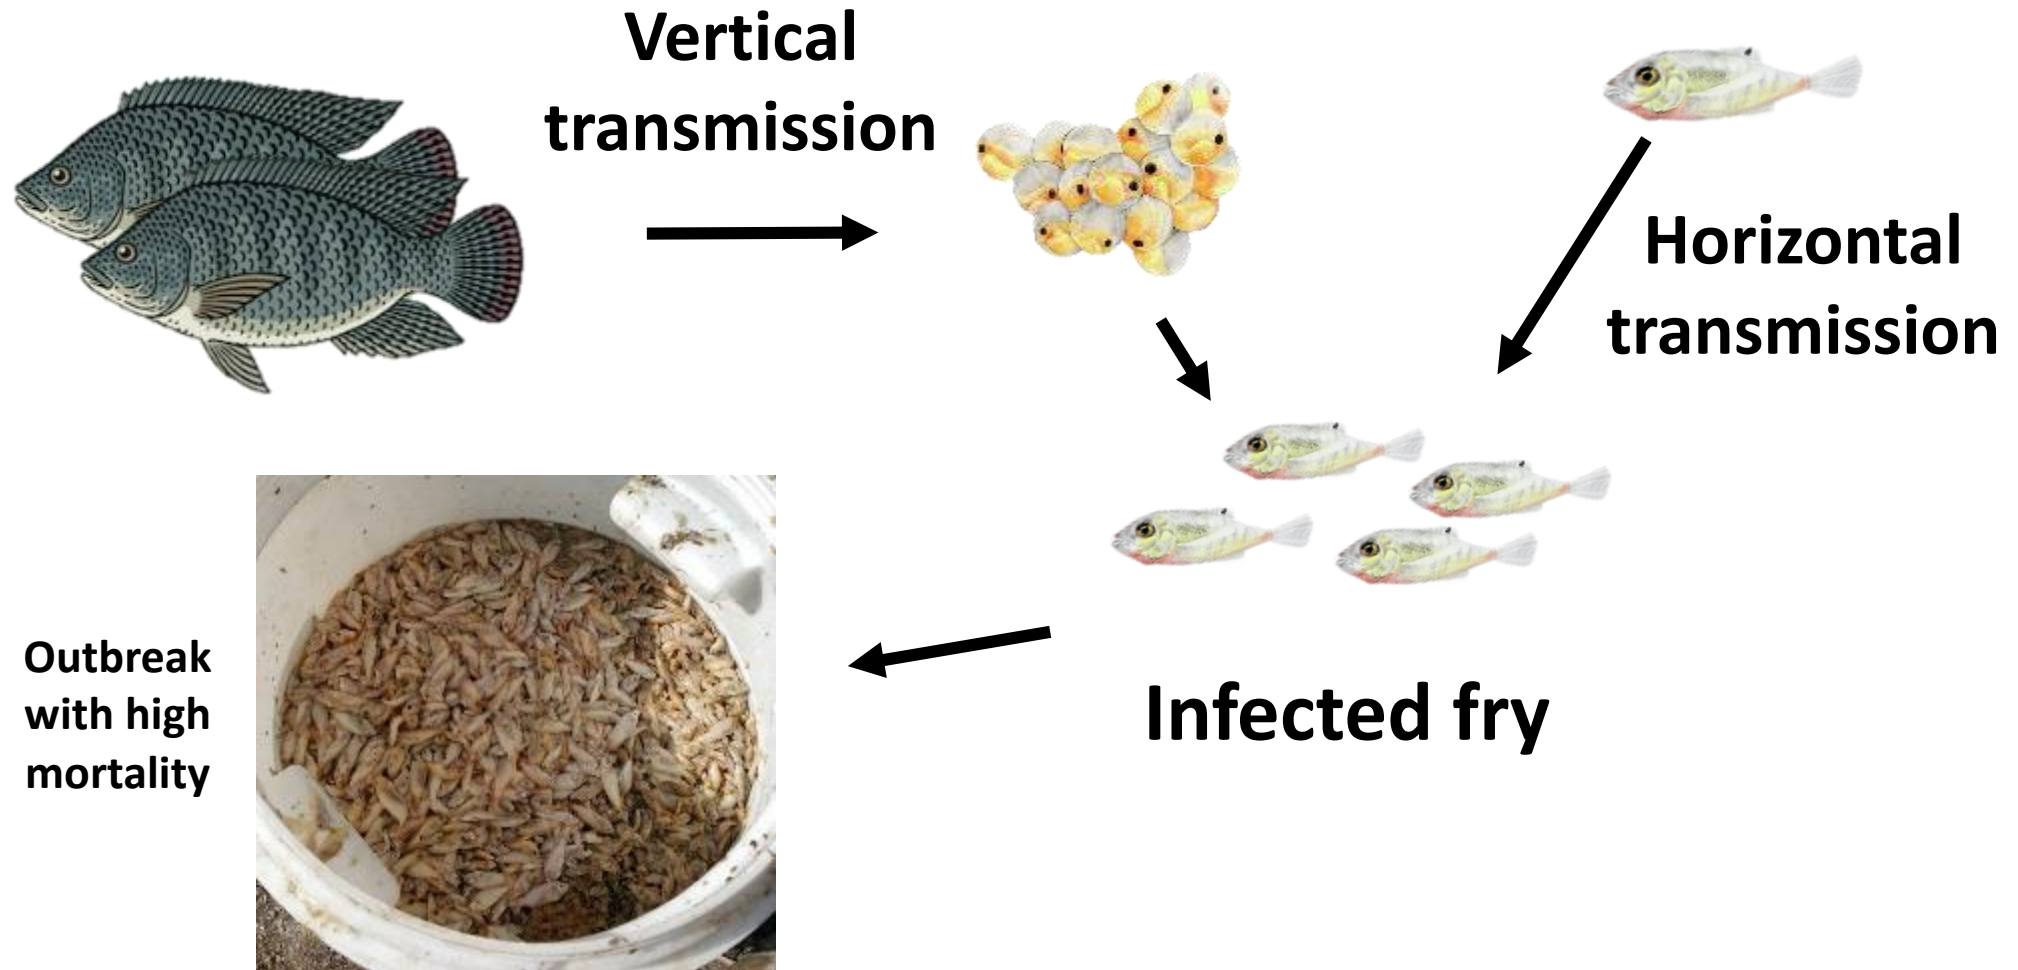 Vertical
transmission
Horizontal
transmission
Infected fry
Outbreak
with high
mortality